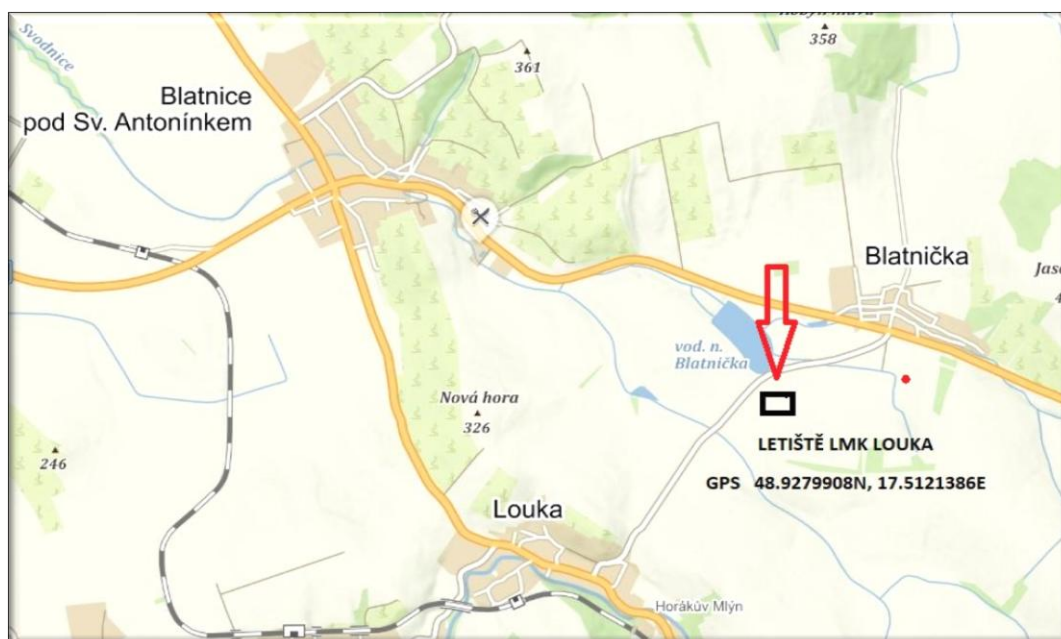 Svodnice
358
361
Blatnice
pod Sv. Antonínkem
Blatnička
vod. n.
Blatnička
Nová hora
326
246
LETIŠTĚ LMK LOUKA
GPS 48.9279908N, 17.5121386E
Louka
Horákův Mlýn